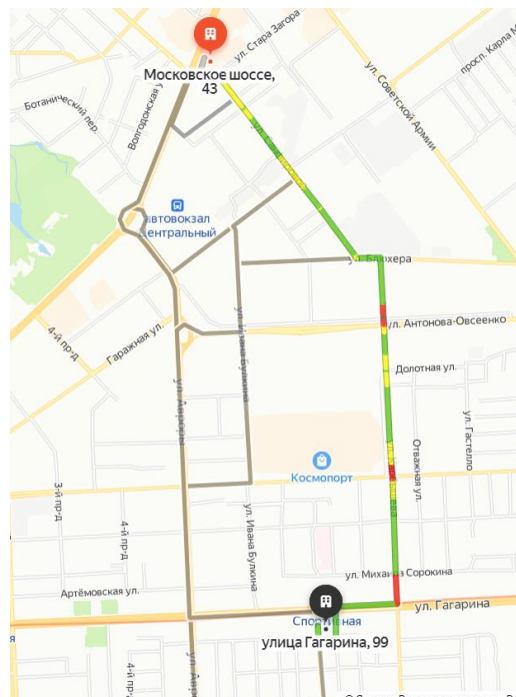 ул. Стара Загора
просп. Карла М
Московское шоссе,
43
ул. Советской Армии
Ботанический пер.
Волгодонская у
Автовокзал
Центральный
ул. Блюхера
4-й пр-д
Гаражная ул.
ул. Ивана Булкина
ул. Антонова-Овсеенко
Долотная ул.
ул. Авроры
ул. Гастелло
Отважная ул.
Космопорт
3-й пр-д
4-й пр-д
ул. Ивана Булкина
ул. Михаила Сорокина
Артёмовская ул.
ул. Гагарина
Спортивная
улица Гагарина, 99